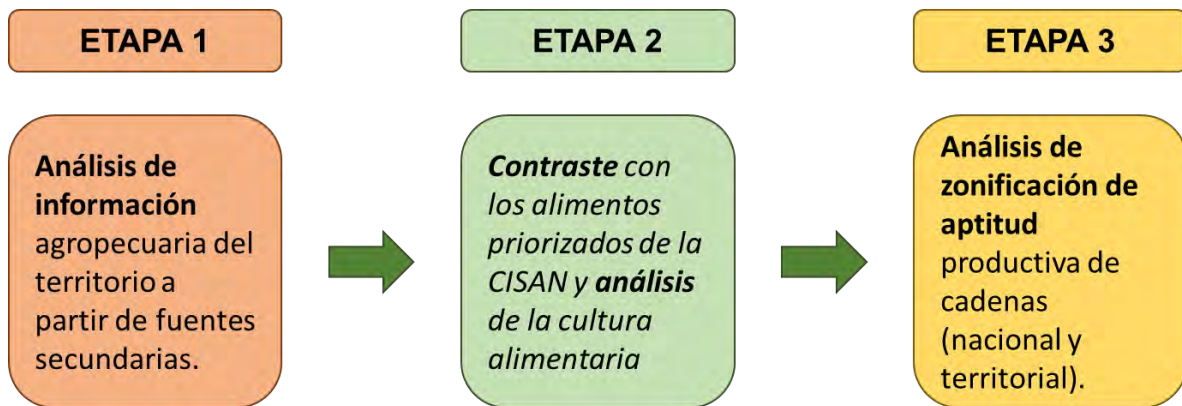 ETAPA 1
Análisis de
información
agropecuaria del
territorio a
partir de fuentes
secundarias.
ETAPA 2
Contraste con
los alimentos
priorizados de la
CISAN y análisis
de la cultura
alimentaria
ETAPA 3
Análisis de
zonificación de
aptitud
productiva de
cadenas
(nacional y
territorial).